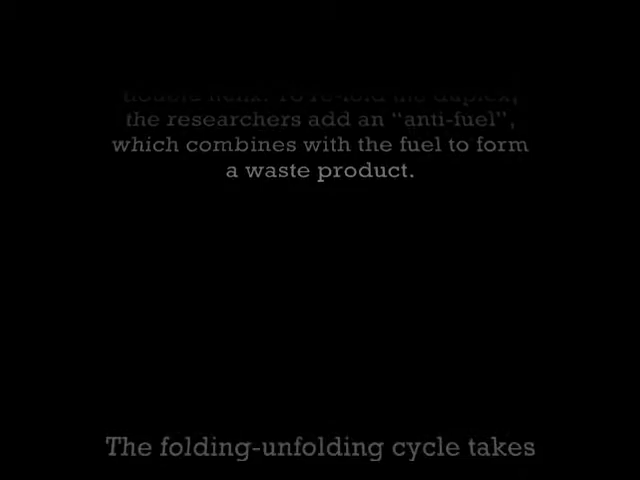 double helix. To re-fold the duplex,
the researchers add an “anti-fuel”,
which combines with the fuel to form
a waste product.
The folding-unfolding cycle takes